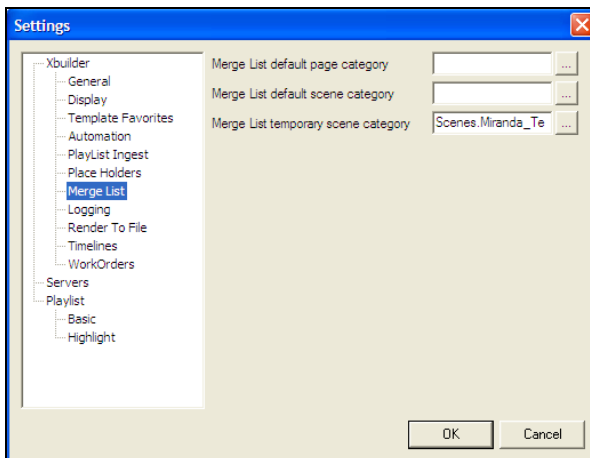 Settings
Xbuilder
General
Display
Template Favorites
Automation
PlayList Ingest
Place Holders
Merge List
Logging
Render To File
Timelines
WorkOrders
Servers
Playlist
Basic
Highlight
Merge List default page category
...
Merge List default scene category
...
Merge List temporary scene category
Scenes.Miranda_Te
...
OK
Cancel